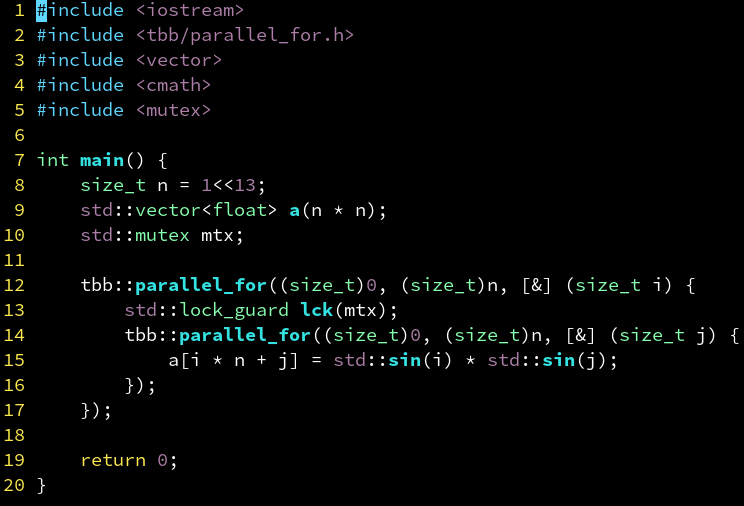 1 #include <iostream>
2 #include <tbb/parallel_for.h>
3 #include <vector>
4 #include <cmath>
5 #include <mutex>
6
7 int main() {
8     size_t n = 1<<13;
9     std::vector<float> a(n * n);
10     std::mutex mtx;
11
12     tbb::parallel_for((size_t)0, (size_t)n, [&] (size_t i) {
13         std::lock_guard lck(mtx);
14         tbb::parallel_for((size_t)0, (size_t)n, [&] (size_t j) {
15             a[i * n + j] = std::sin(i) * std::sin(j);
16         });
17     });
18
19     return 0;
20 }